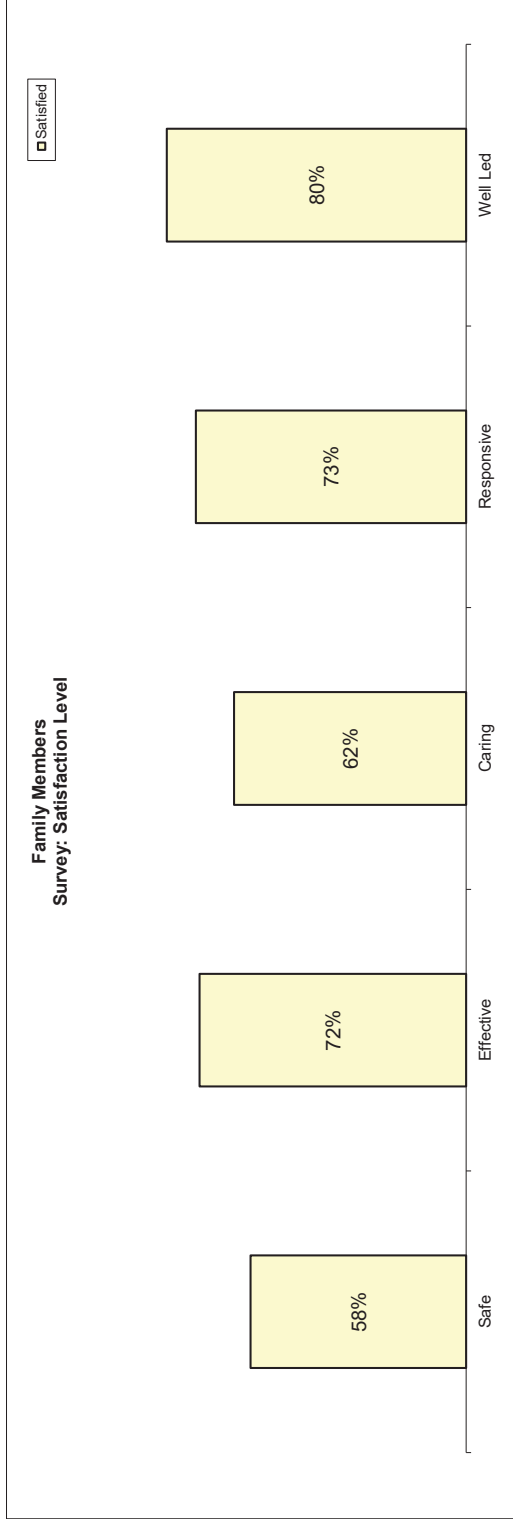 Family Members
Survey: Satisfaction Level
Satisfied
58%
72%
62%
73%
80%
Safe
Effective
Caring
Responsive
Well Led